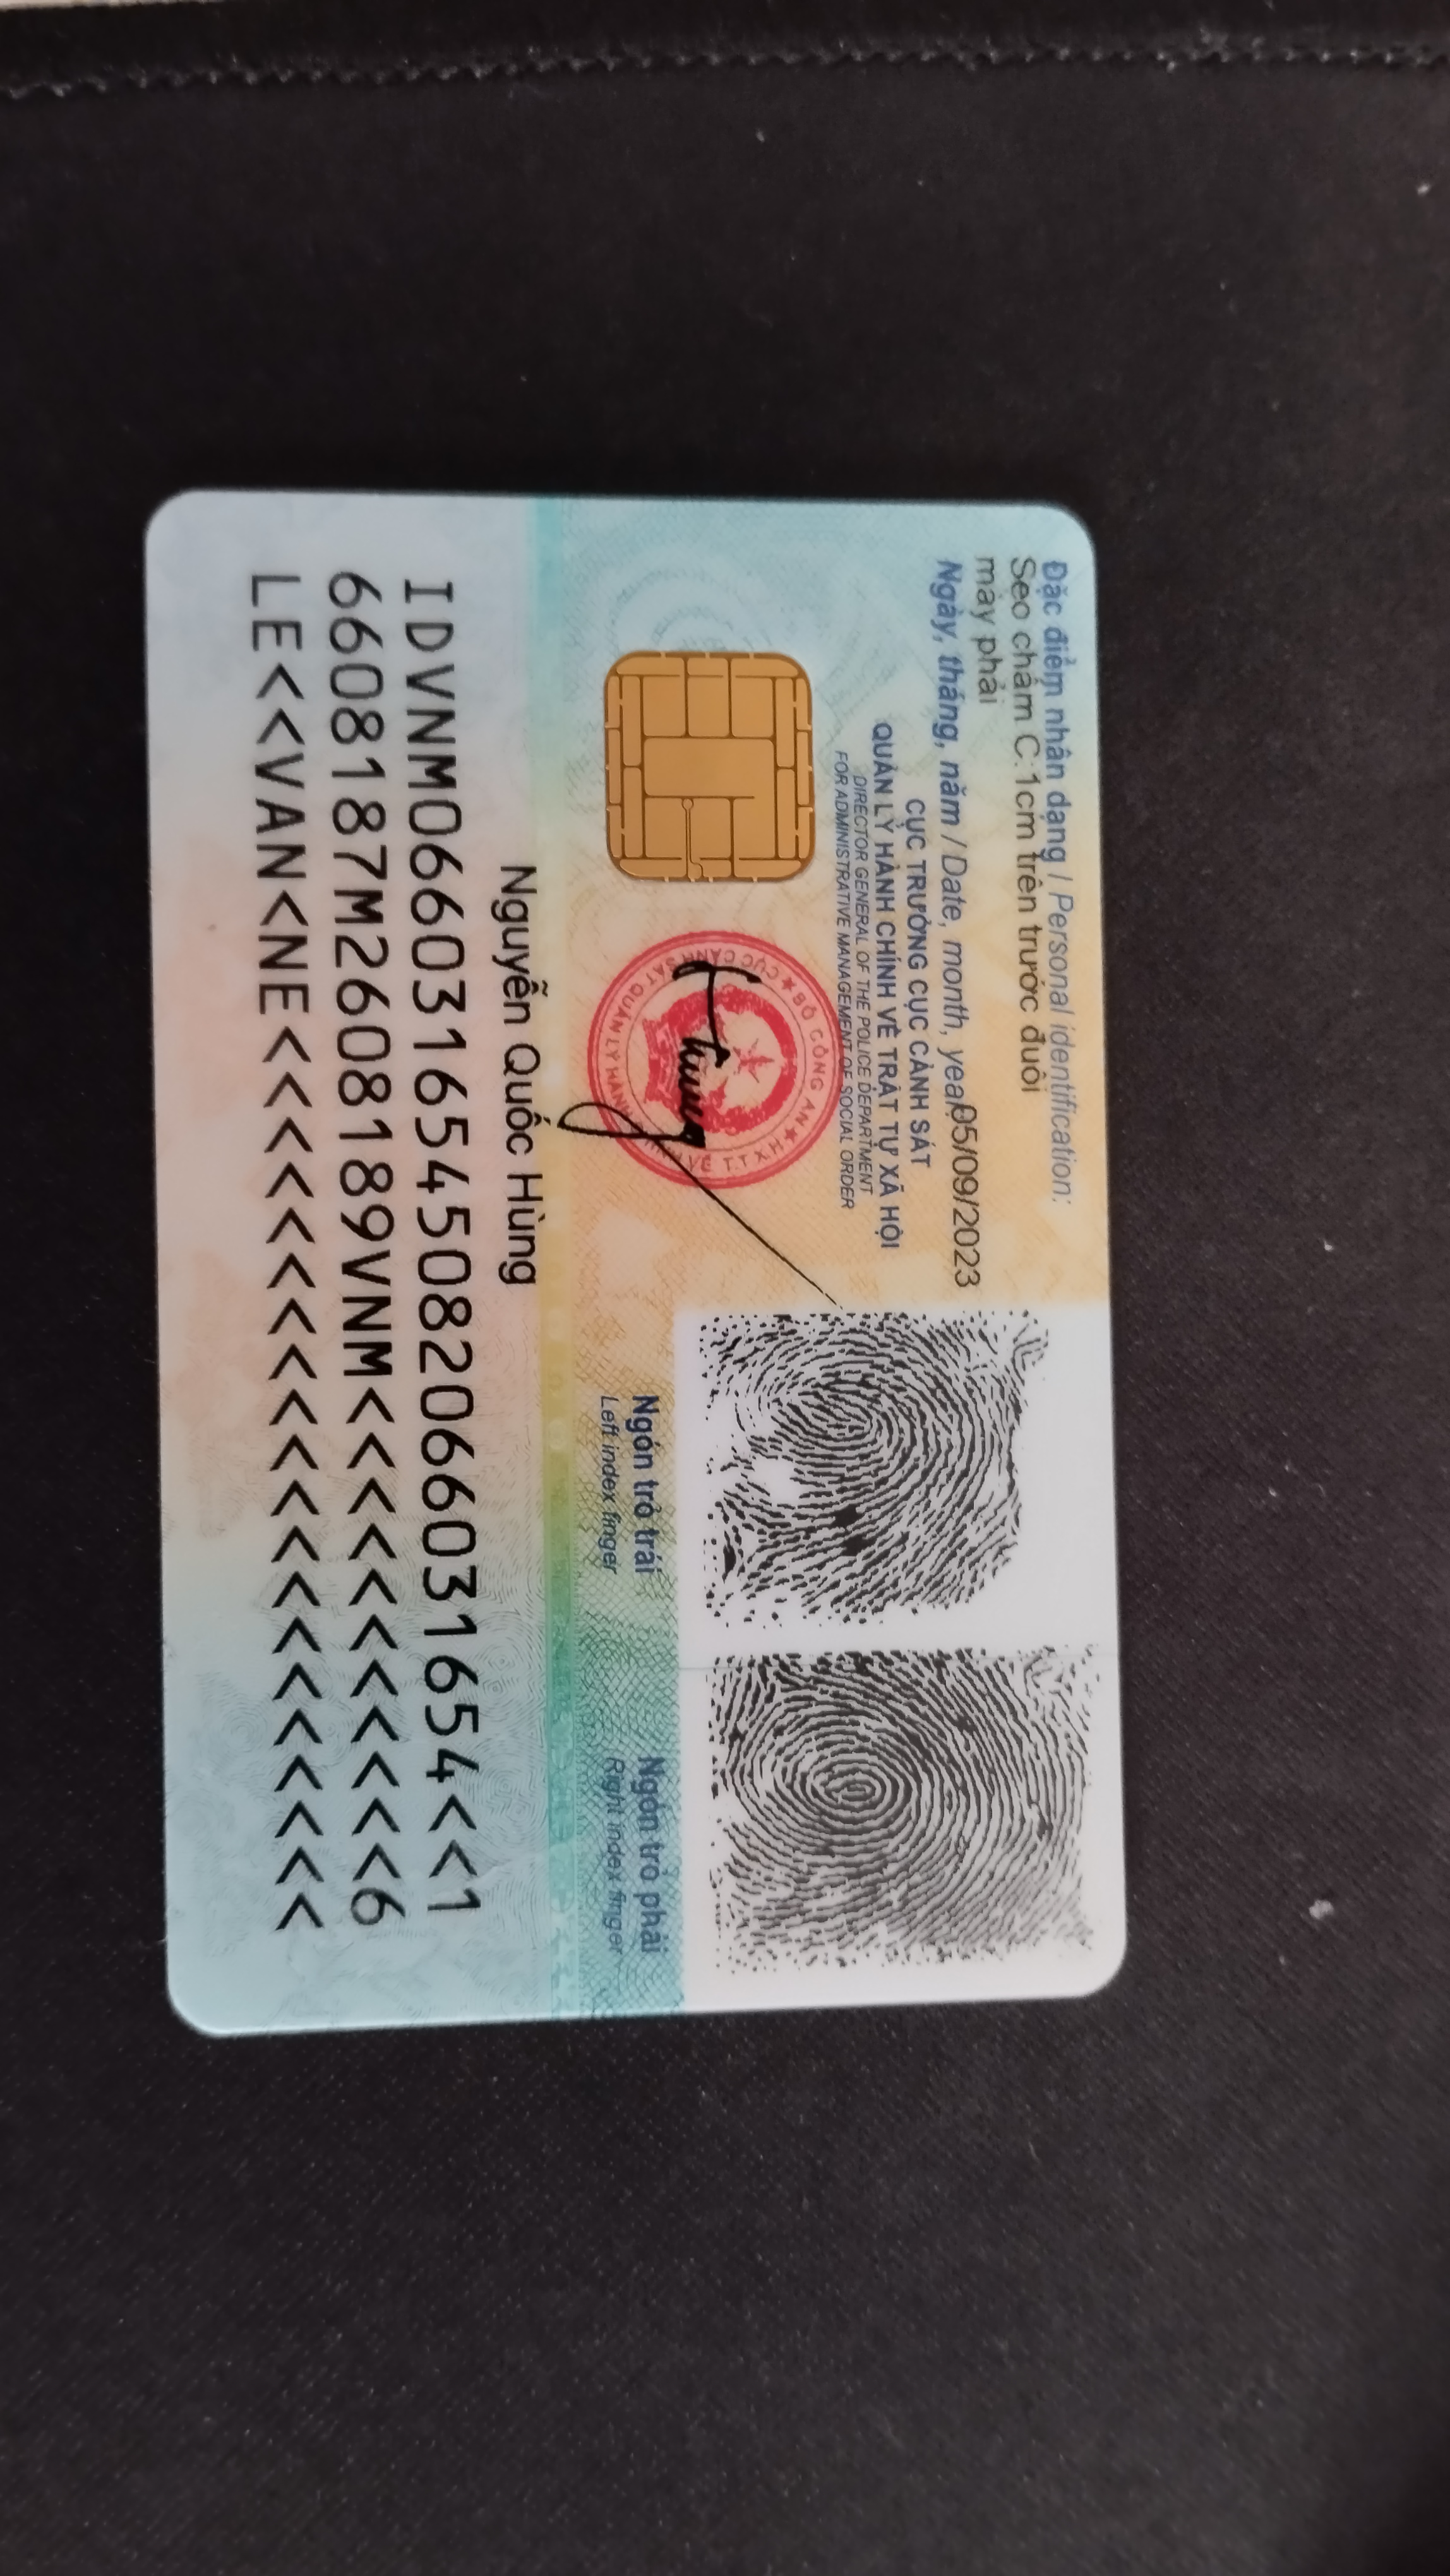 Đặc điểm nhân dạng / Personal identification:
Sẹo chấm C: 1cm trên trước đuôi
mày phải
Ngày, tháng, năm / Date, month, year: 05/09/2023
CỤC TRƯỞNG CỤC CẢNH SÁT
QUẢN LÝ HÀNH CHÍNH VỀ TRẬT TỰ XÃ HỘI
DIRECTOR GENERAL OF THE POLICE DEPARTMENT
FOR ADMINISTRATIVE MANAGEMENT OF SOCIAL ORDER
BỘ CÔNG AN
CỤC CẢNH SÁT QUẢN LÝ HÀNH CHÍNH VỀ T.T.X.H
Ngón trỏ trái
Left index finger
Ngón trỏ phải
Right index finger
Nguyễn Quốc Hùng
IDVNM0660316545082066031654<<1
6608187M2608189VNM<<<<<<<<<<<6
LE<<VAN<NE<<<<<<<<<<<<<<<<<<<<